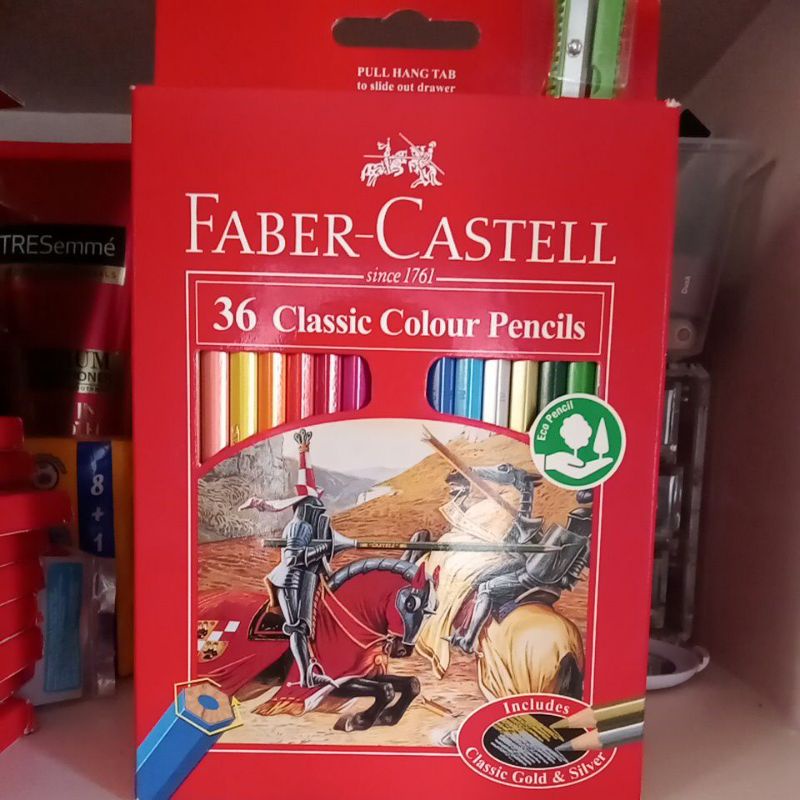 PULL HANG TAB
to slide out drawer
FABER-CASTELL
since 1761
36 Classic Colour Pencils
Eco Pencil
"CASTELL"
Includes
Classic Gold & Silver
TRESemmé
8
+
1